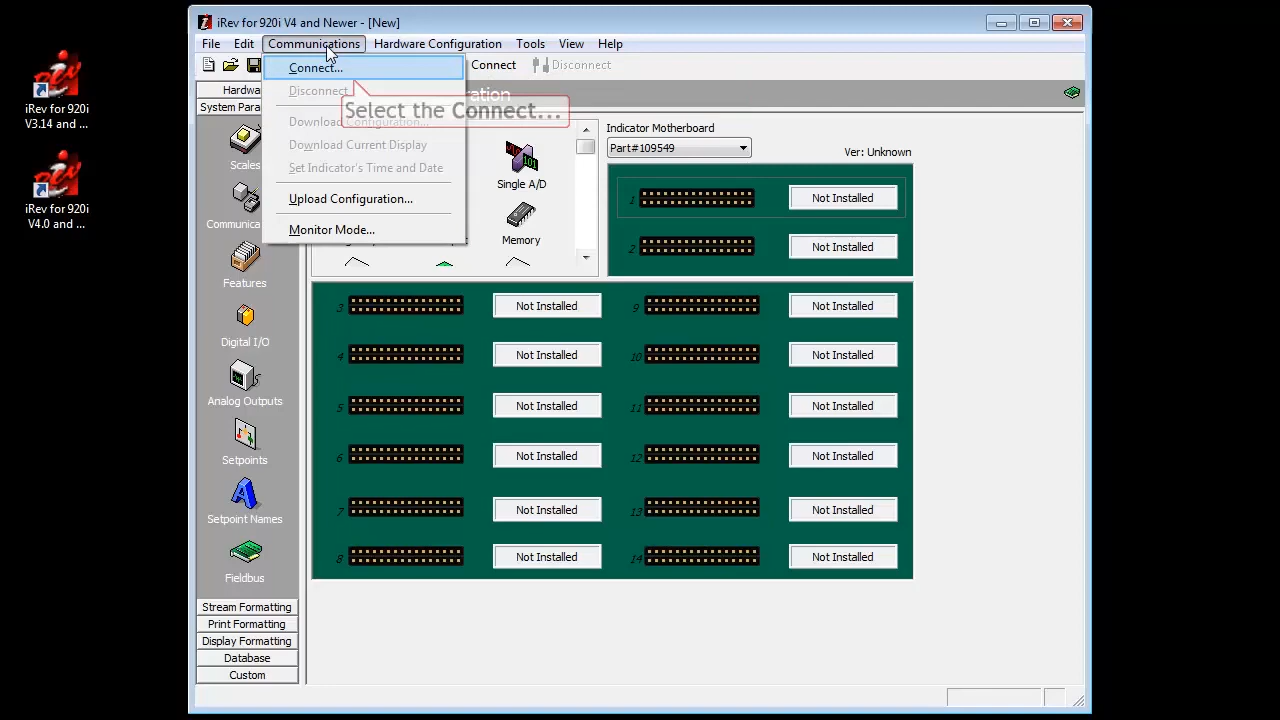 iRev for 920i V4 and Newer - [New]
File Edit Communications Hardware Configuration Tools View Help
Connect Disconnect
Connect...
Disconnect
Select the Connect...
Download Configuration...
Download Current Display
Set Indicator's Time and Date
Upload Configuration...
Monitor Mode...
iRev for 920i
V3.14 and ...
iRev for 920i
V4.0 and ...
Hardwa
System Para
Scales
Communica
Features
Digital I/O
Analog Outputs
Setpoints
Setpoint Names
Fieldbus
Stream Formatting
Print Formatting
Display Formatting
Database
Custom
ration
Single A/D
Memory
Indicator Motherboard
Part#109549
Ver: Unknown
1 Not Installed
2 Not Installed
3 Not Installed
9 Not Installed
4 Not Installed
10 Not Installed
5 Not Installed
11 Not Installed
6 Not Installed
12 Not Installed
7 Not Installed
13 Not Installed
8 Not Installed
14 Not Installed